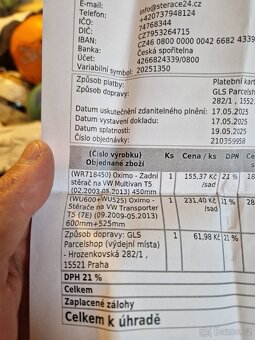 E-mail: info@sterace24.cz
Telefon: +420737948124
IČO: 74768344
DIČ: CZ7954264715
IBAN: CZ46 0800 0000 0042 6682 4339
Banka: Česká spořitelna
Účet: 4266824339/0800
Variabilní symbol: 20251350
Způsob platby: Platební kart
Způsob dopravy: GLS Parcelsh
282/1 , 155 21
Datum uskutečnění zdanitelného plnění: 17.05.2025
Datum vystavení dokladu: 17.05.2025
Datum splatnosti: 19.05.2025
Číslo objednávky: 210359958
(Číslo výrobku) Ks Cena / ks DPH
Objednané zboží
(WR718450) Oximo - Zadní 1 155,37 Kč 21 %
stěrač na VW Multivan T5 /sad
(02.2003-05.2013) 450mm
(WU600+WU525) Oximo - 1 231,40 Kč 21 %
Stěrače na VW Transporter /sad
T5 (7E) (09.2009-05.2013)
600mm+525mm
Způsob dopravy: GLS 1 61,98 Kč 21 %
Parcelshop (výdejní místa)
- Hrozenkovská 282/1 ,
15521 Praha
DPH 21 %
Celkem
Zaplacené zálohy
Celkem k úhradě